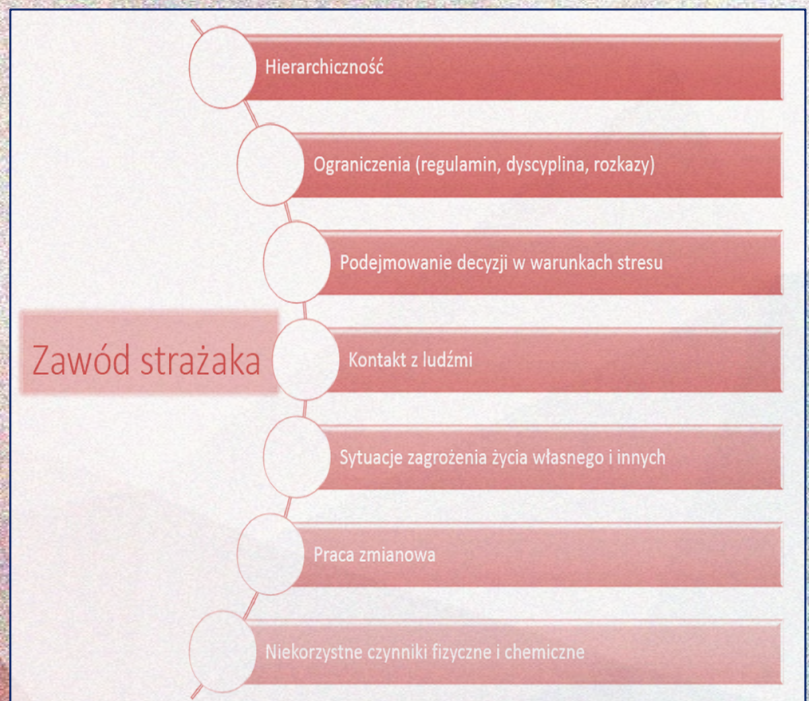 Hierarchiczność
Ograniczenia (regulamin, dyscyplina, rozkazy)
Podejmowanie decyzji w warunkach stresu
Zawód strażaka
Kontakt z ludźmi
Sytuacje zagrożenia życia własnego i innych
Praca zmianowa
Niekorzystne czynniki fizyczne i chemiczne